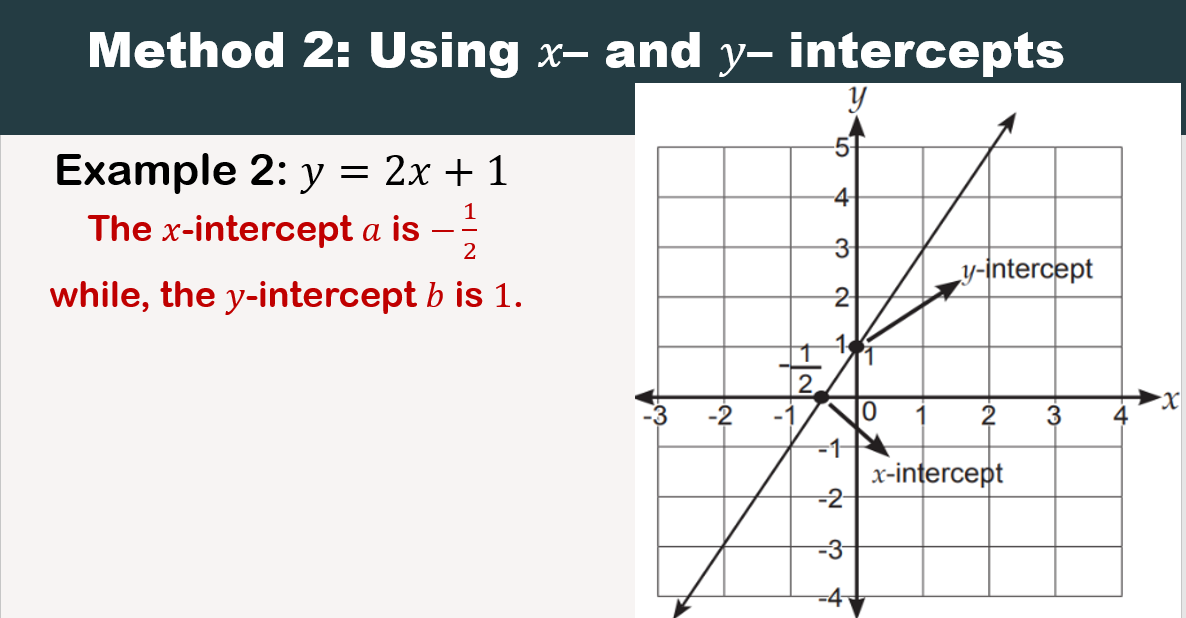 Method 2: Using x– and y– intercepts
Example 2: y = 2x + 1
The x-intercept a is −1/2
while, the y-intercept b is 1.
y
5
4
3
y-intercept
2
1
1
-1/2
x
-3 -2 -1 0 1 2 3 4
-1
x-intercept
-2
-3
-4